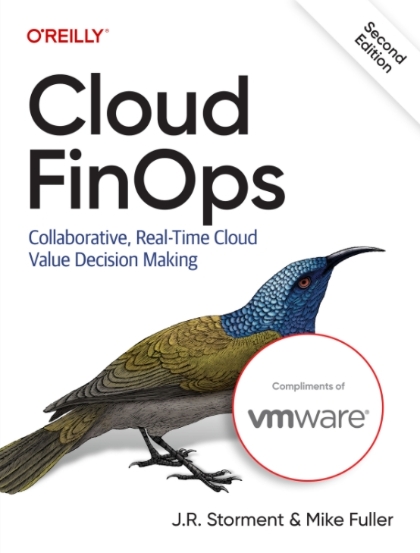 O'REILLY®
Second
Edition
Cloud
FinOps
Collaborative, Real-Time Cloud
Value Decision Making
Compliments of
vmware®
J.R. Storment & Mike Fuller